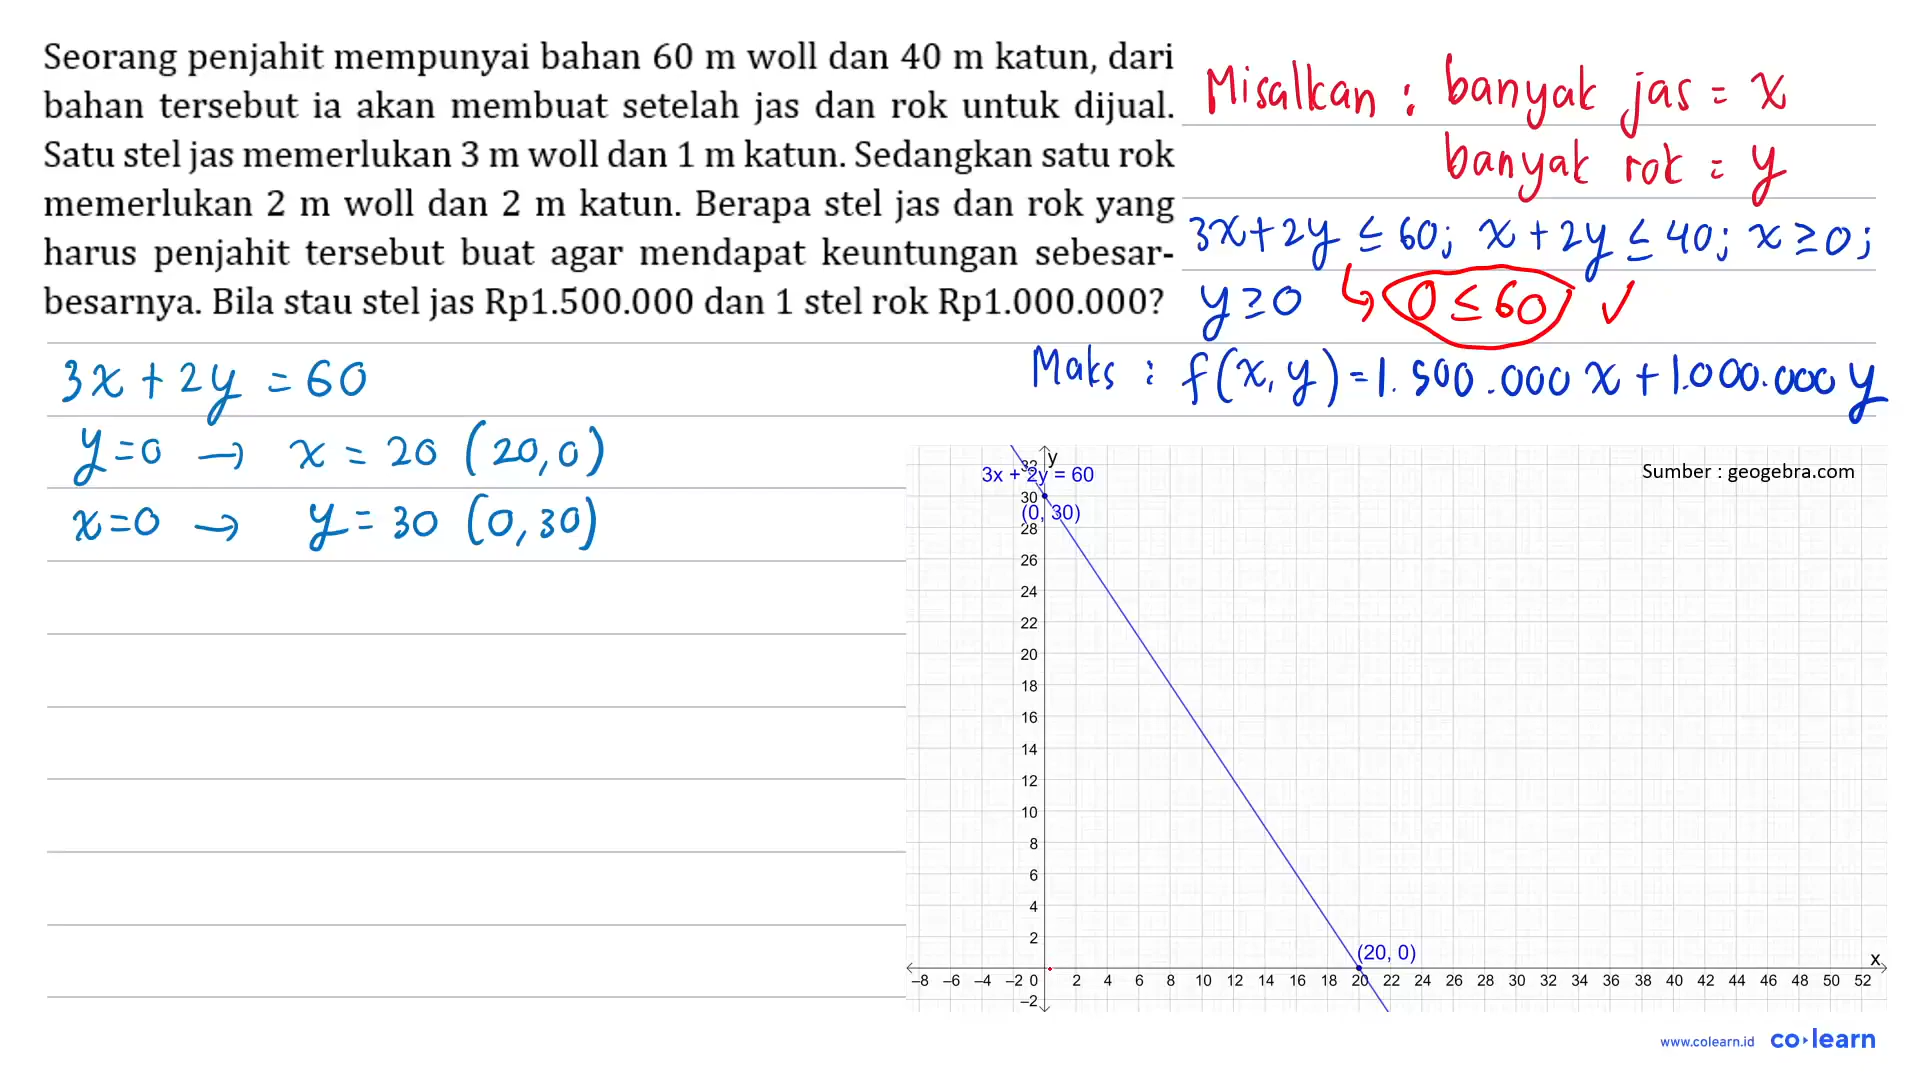 Seorang penjahit mempunyai bahan 60 m woll dan 40 m katun, dari
bahan tersebut ia akan membuat setelah jas dan rok untuk dijual.
Satu stel jas memerlukan 3 m woll dan 1 m katun. Sedangkan satu rok
memerlukan 2 m woll dan 2 m katun. Berapa stel jas dan rok yang
harus penjahit tersebut buat agar mendapat keuntungan sebesar-
besarnya. Bila stau stel jas Rp1.500.000 dan 1 stel rok Rp1.000.000?
Misalkan : banyak jas = x
banyak rok = y
3x + 2y ≤ 60; x + 2y ≤ 40; x ≥ 0;
y ≥ 0 ↳ 0 ≤ 60 ✓
Maks : f(x, y) = 1.500.000 x + 1.000.000 y
3x + 2y = 60
y = 0 → x = 20 (20, 0)
x = 0 → y = 30 (0, 30)
Sumber : geogebra.com
y
32
3x + 2y = 60
30
(0, 30)
28
26
24
22
20
18
16
14
12
10
8
6
4
2
(20, 0)
x
–8 –6 –4 –2 0 2 4 6 8 10 12 14 16 18 20 22 24 26 28 30 32 34 36 38 40 42 44 46 48 50 52
–2
www.colearn.id co▸learn